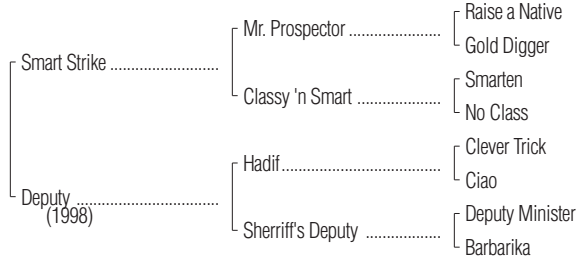 Raise a Native
Mr. Prospector
Gold Digger
Smart Strike
Smarten
Classy 'n Smart
No Class
Clever Trick
Hadif
Ciao
Deputy
(1998)
Deputy Minister
Sherriff's Deputy
Barbarika